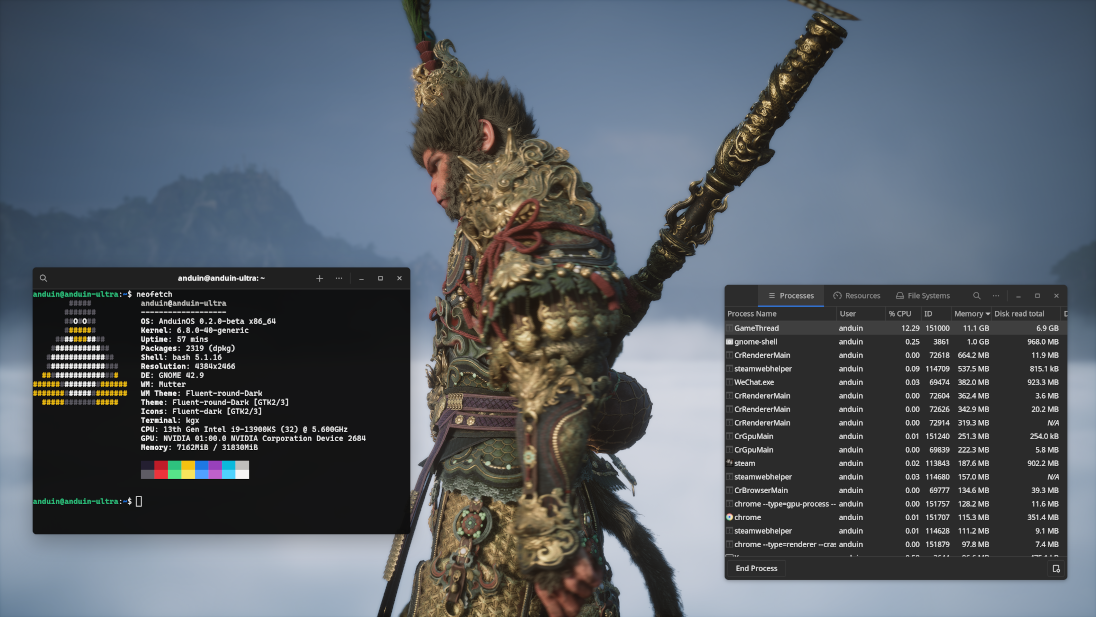 anduin@anduin-ultra: ~
anduin@anduin-ultra:~$ neofetch
anduin@anduin-ultra
-------------------
OS: AnduinOS 0.2.0-beta x86_64
Kernel: 6.8.0-40-generic
Uptime: 57 mins
Packages: 2319 (dpkg)
Shell: bash 5.1.16
Resolution: 4384x2466
DE: GNOME 42.9
WM: Mutter
WM Theme: Fluent-round-Dark
Theme: Fluent-round-Dark [GTK2/3]
Icons: Fluent-dark [GTK2/3]
Terminal: kgx
CPU: 13th Gen Intel i9-13900KS (32) @ 5.600GHz
GPU: NVIDIA 01:00.0 NVIDIA Corporation Device 2684
Memory: 7162MiB / 31830MiB
anduin@anduin-ultra:~$
Processes Resources File Systems
Process Name User % CPU ID Memory Disk read total
GameThread anduin 12.29 151000 11.1 GB 6.9 GB
gnome-shell anduin 0.25 3861 1.0 GB 968.0 MB
CrRendererMain anduin 0.00 72618 664.2 MB 11.9 MB
steamwebhelper anduin 0.09 114709 537.5 MB 815.1 kB
WeChat.exe anduin 0.03 69474 382.0 MB 923.3 MB
CrRendererMain anduin 0.00 72604 362.4 MB 3.6 MB
CrRendererMain anduin 0.00 72626 342.9 MB 20.2 MB
CrRendererMain anduin 0.00 72914 319.3 MB N/A
CrGpuMain anduin 0.01 151240 251.3 MB 254.0 kB
CrGpuMain anduin 0.00 69839 222.3 MB 5.8 MB
steam anduin 0.02 113843 187.6 MB 902.2 MB
steamwebhelper anduin 0.03 114680 157.0 MB N/A
CrBrowserMain anduin 0.00 69777 134.6 MB 39.3 MB
chrome --type=gpu-process -- anduin 0.00 151757 128.2 MB 11.6 MB
chrome anduin 0.01 151707 115.3 MB 351.4 MB
steamwebhelper anduin 0.01 114628 111.2 MB 9.1 MB
chrome --type=renderer --cras anduin 0.00 151879 97.8 MB 7.4 MB
End Process